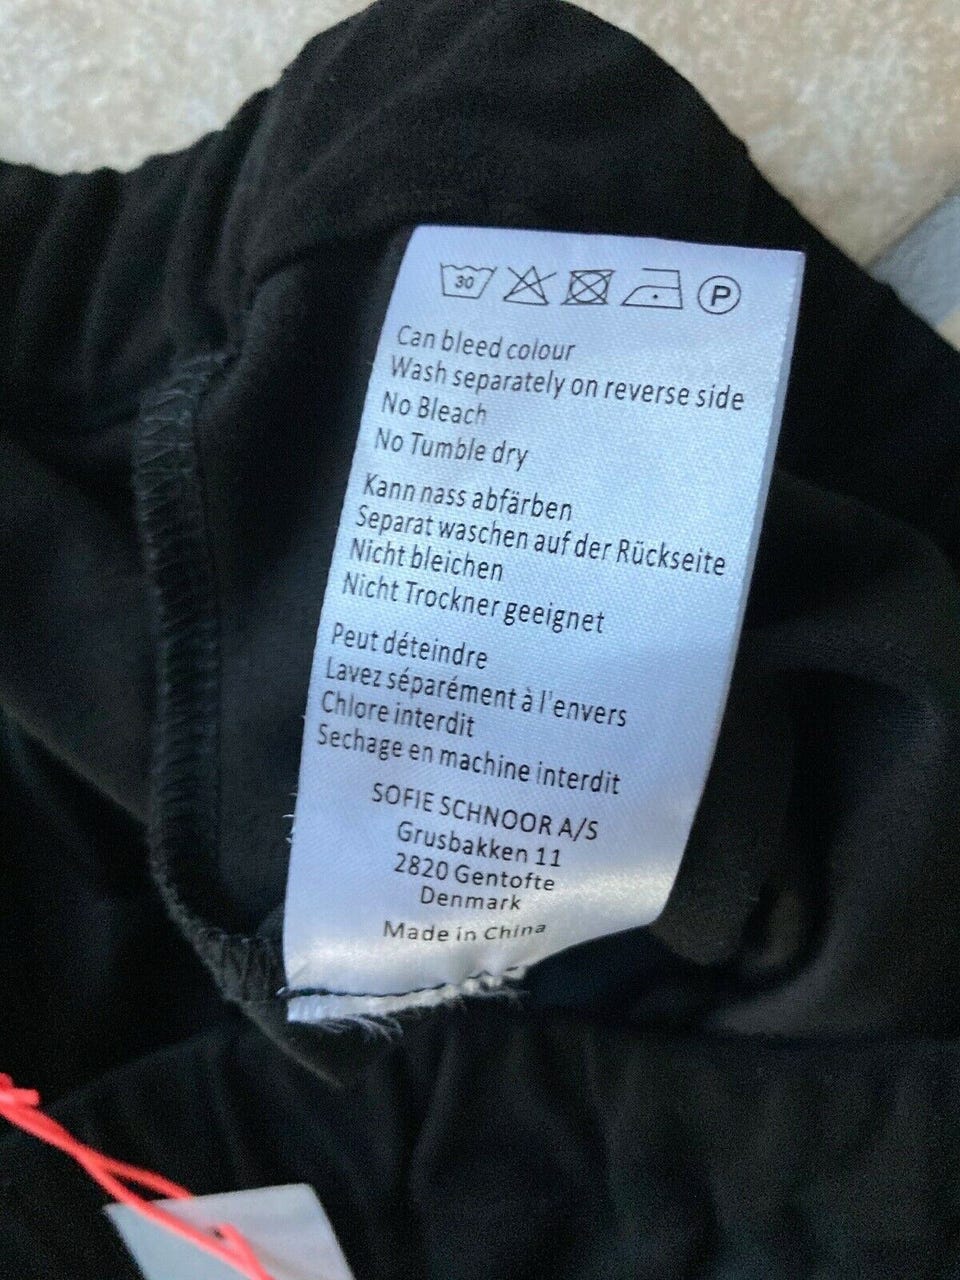 30 P
Can bleed colour
Wash separately on reverse side
No Bleach
No Tumble dry
Kann nass abfärben
Separat waschen auf der Rückseite
Nicht bleichen
Nicht Trockner geeignet
Peut déteindre
Lavez séparément à l'envers
Chlore interdit
Sechage en machine interdit
SOFIE SCHNOOR A/S
Grusbakken 11
2820 Gentofte
Denmark
Made in China